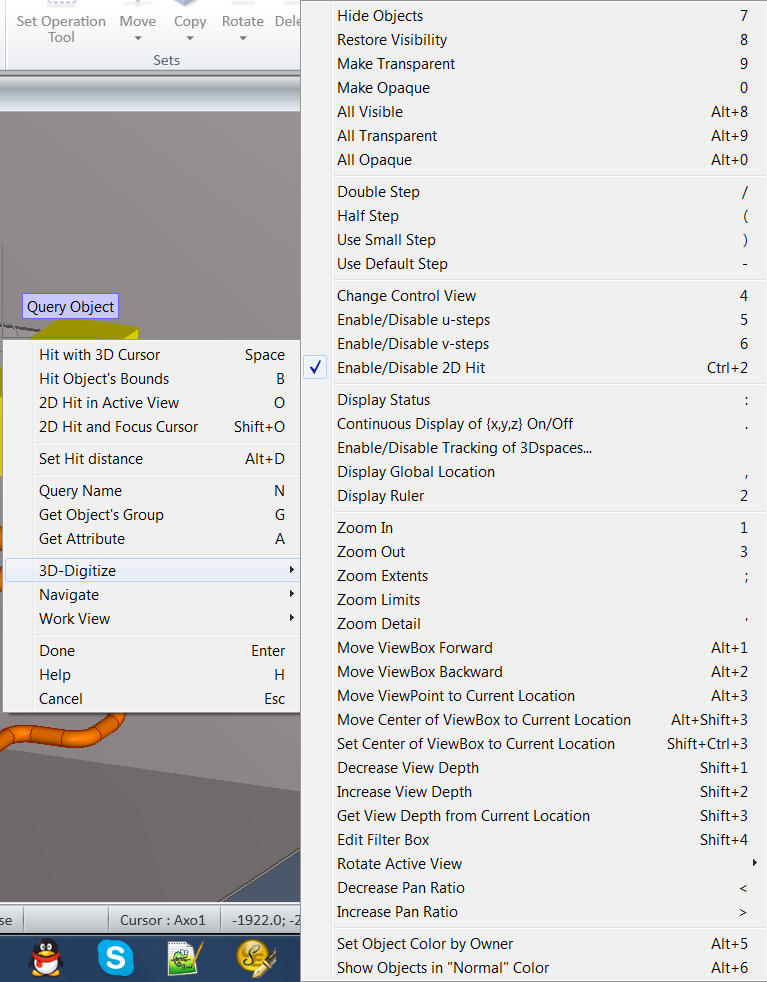 Set Operation
Tool
Move
Copy
Rotate
Sets
Query Object
Hit with 3D Cursor Space
Hit Object's Bounds B
2D Hit in Active View O
2D Hit and Focus Cursor Shift+O
Set Hit distance Alt+D
Query Name N
Get Object's Group G
Get Attribute A
3D-Digitize
Navigate
Work View
Done Enter
Help H
Cancel Esc
Cursor : Axo1
-1922.0;
Hide Objects 7
Restore Visibility 8
Make Transparent 9
Make Opaque 0
All Visible Alt+8
All Transparent Alt+9
All Opaque Alt+0
Double Step /
Half Step (
Use Small Step )
Use Default Step -
Change Control View 4
Enable/Disable u-steps 5
Enable/Disable v-steps 6
Enable/Disable 2D Hit Ctrl+2
Display Status :
Continuous Display of {x,y,z} On/Off .
Enable/Disable Tracking of 3Dspaces...
Display Global Location ,
Display Ruler 2
Zoom In 1
Zoom Out 3
Zoom Extents ;
Zoom Limits
Zoom Detail '
Move ViewBox Forward Alt+1
Move ViewBox Backward Alt+2
Move ViewPoint to Current Location Alt+3
Move Center of ViewBox to Current Location Alt+Shift+3
Set Center of ViewBox to Current Location Shift+Ctrl+3
Decrease View Depth Shift+1
Increase View Depth Shift+2
Get View Depth from Current Location Shift+3
Edit Filter Box Shift+4
Rotate Active View
Decrease Pan Ratio <
Increase Pan Ratio >
Set Object Color by Owner Alt+5
Show Objects in "Normal" Color Alt+6